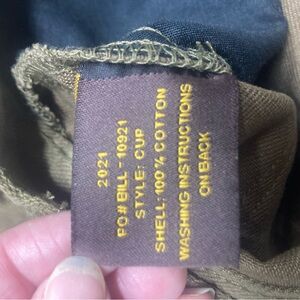 2021
PO# BILL - 10921
STYLE: CUP
SHELL: 100% COTTON
WASHING INSTRUCTIONS
ON BACK